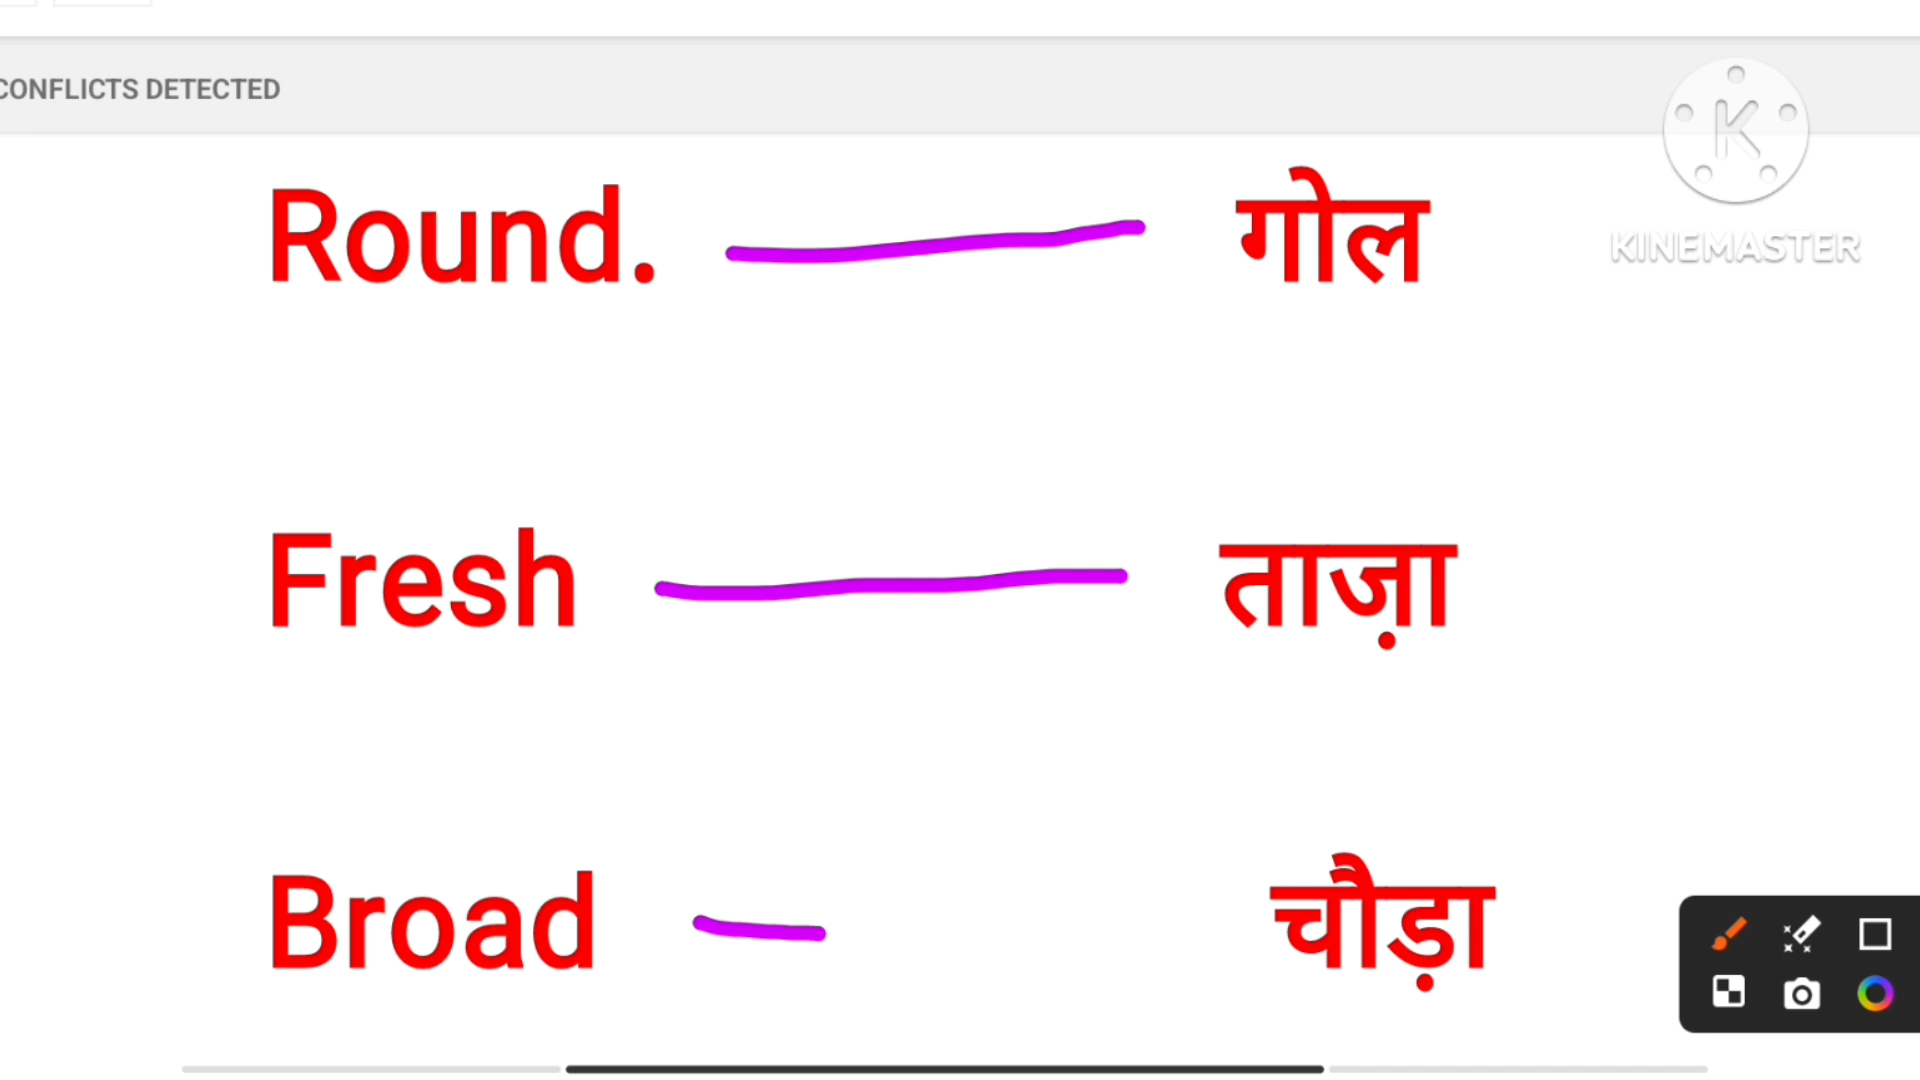 CONFLICTS DETECTED
K
KINEMASTER
Round. गोल
Fresh ताज़ा
Broad चौड़ा